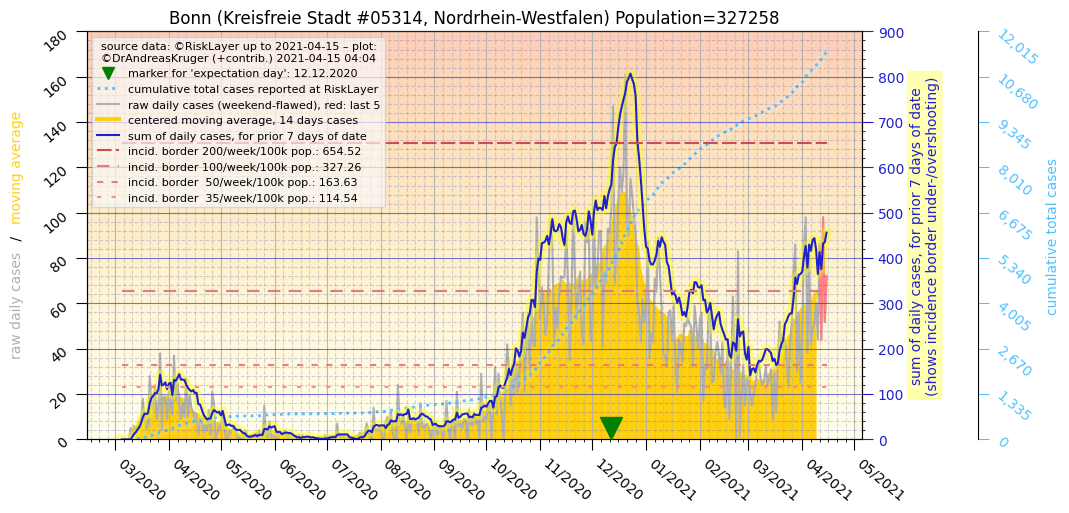 Bonn (Kreisfreie Stadt #05314, Nordrhein-Westfalen) Population=327258
source data: ©RiskLayer up to 2021-04-15 – plot:
©DrAndreasKruger (+contrib.) 2021-04-15 04:04
marker for 'expectation day': 12.12.2020
cumulative total cases reported at RiskLayer
raw daily cases (weekend-flawed), red: last 5
centered moving average, 14 days cases
sum of daily cases, for prior 7 days of date
incid. border 200/week/100k pop.: 654.52
incid. border 100/week/100k pop.: 327.26
incid. border  50/week/100k pop.: 163.63
incid. border  35/week/100k pop.: 114.54
raw daily cases / moving average
180
160
140
120
100
80
60
40
20
0
03/2020
04/2020
05/2020
06/2020
07/2020
08/2020
09/2020
10/2020
11/2020
12/2020
01/2021
02/2021
03/2021
04/2021
05/2021
900
800
700
600
500
400
300
200
100
0
sum of daily cases, for prior 7 days of date
(shows incidence border under-/overshooting)
12,015
10,680
9,345
8,010
6,675
5,340
4,005
2,670
1,335
0
cumulative total cases